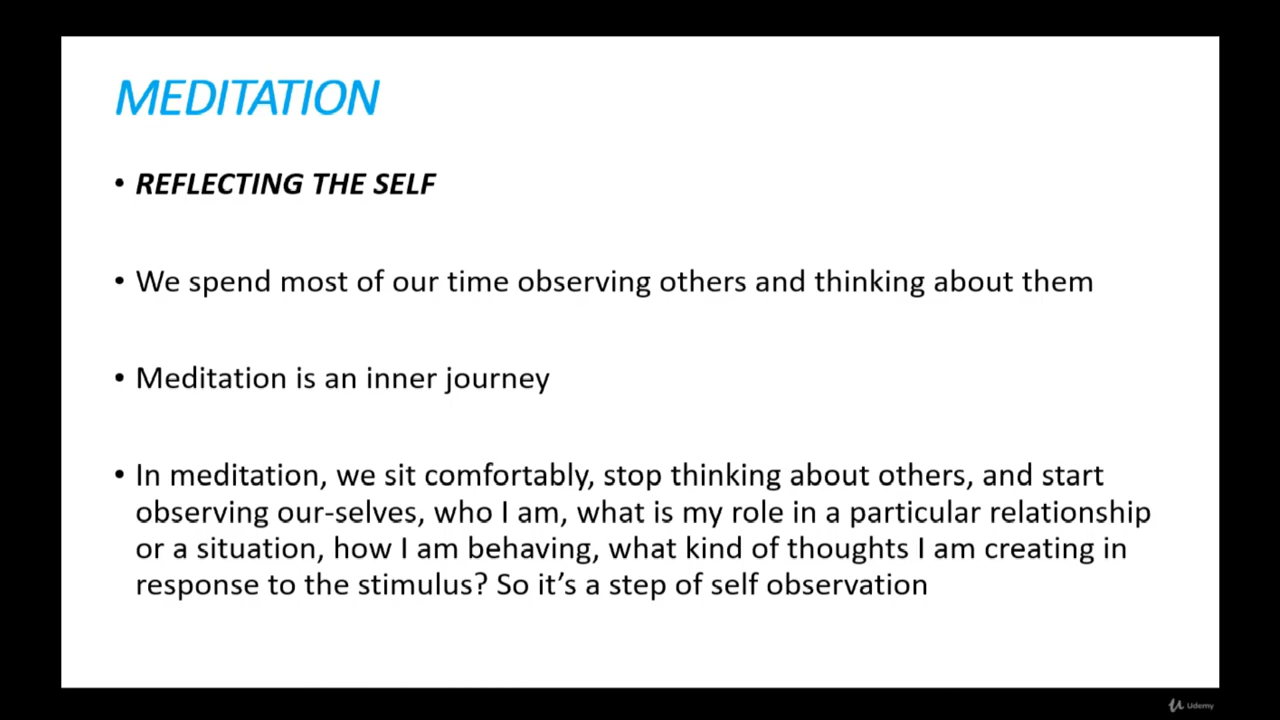 MEDITATION
• REFLECTING THE SELF
• We spend most of our time observing others and thinking about them
• Meditation is an inner journey
• In meditation, we sit comfortably, stop thinking about others, and start
observing our-selves, who I am, what is my role in a particular relationship
or a situation, how I am behaving, what kind of thoughts I am creating in
response to the stimulus? So it’s a step of self observation
Udemy